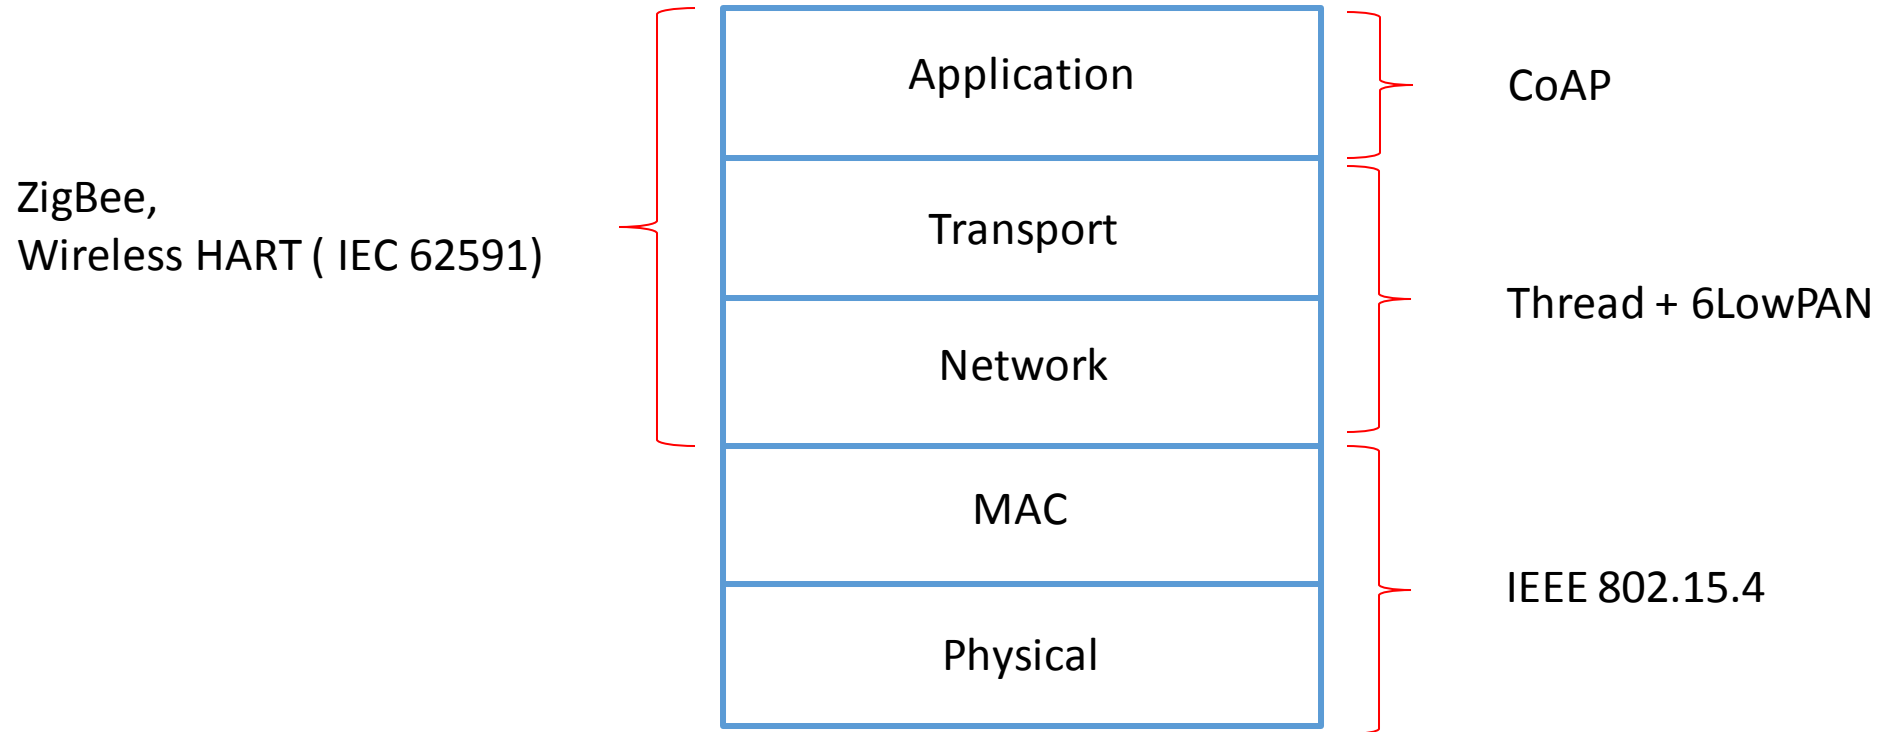 Application
CoAP
ZigBee,
Wireless HART ( IEC 62591)
Transport
Thread + 6LowPAN
Network
MAC
IEEE 802.15.4
Physical